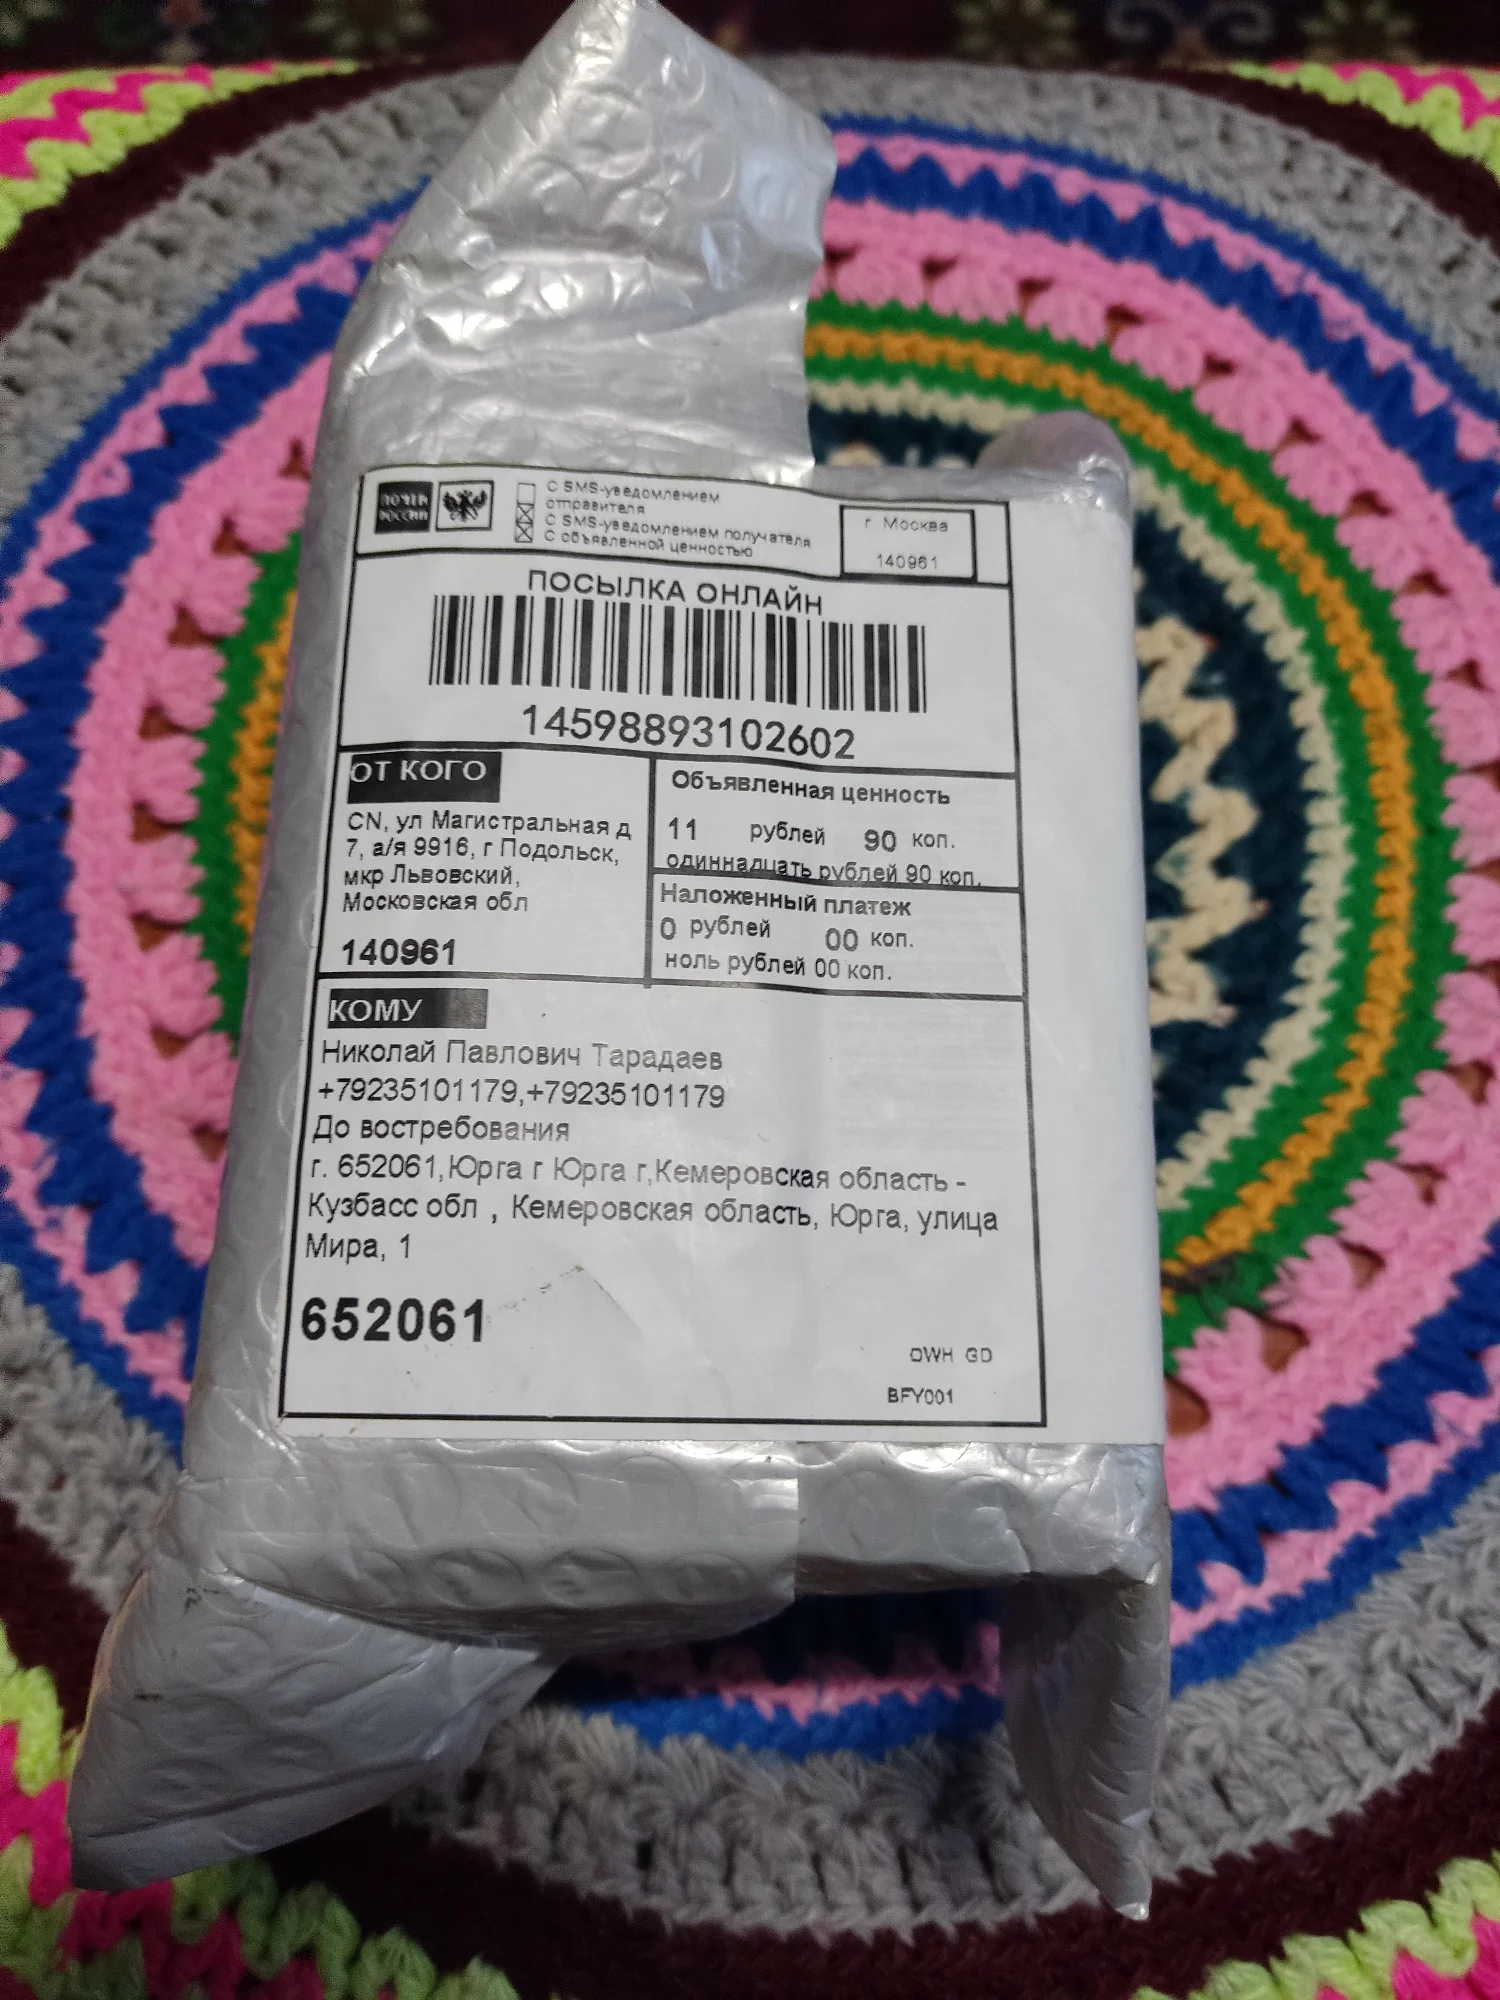 ПОЧТА
РОССИИ
С SMS-уведомлением
отправителя
С SMS-уведомлением получателя
С объявленной ценностью
г. Москва
140961
ПОСЫЛКА ОНЛАЙН
14598893102602
ОТ КОГО
CN, ул Магистральная д
7, а/я 9916, г Подольск,
мкр Львовский,
Московская обл
140961
Объявленная ценность
11 рублей 90 коп.
одиннадцать рублей 90 коп.
Наложенный платеж
0 рублей 00 коп.
ноль рублей 00 коп.
КОМУ
Николай Павлович Тарадаев
+79235101179,+79235101179
До востребования
г. 652061,Юрга г Юрга г,Кемеровская область -
Кузбасс обл , Кемеровская область, Юрга, улица
Мира, 1
652061
OWH GD
BFY001